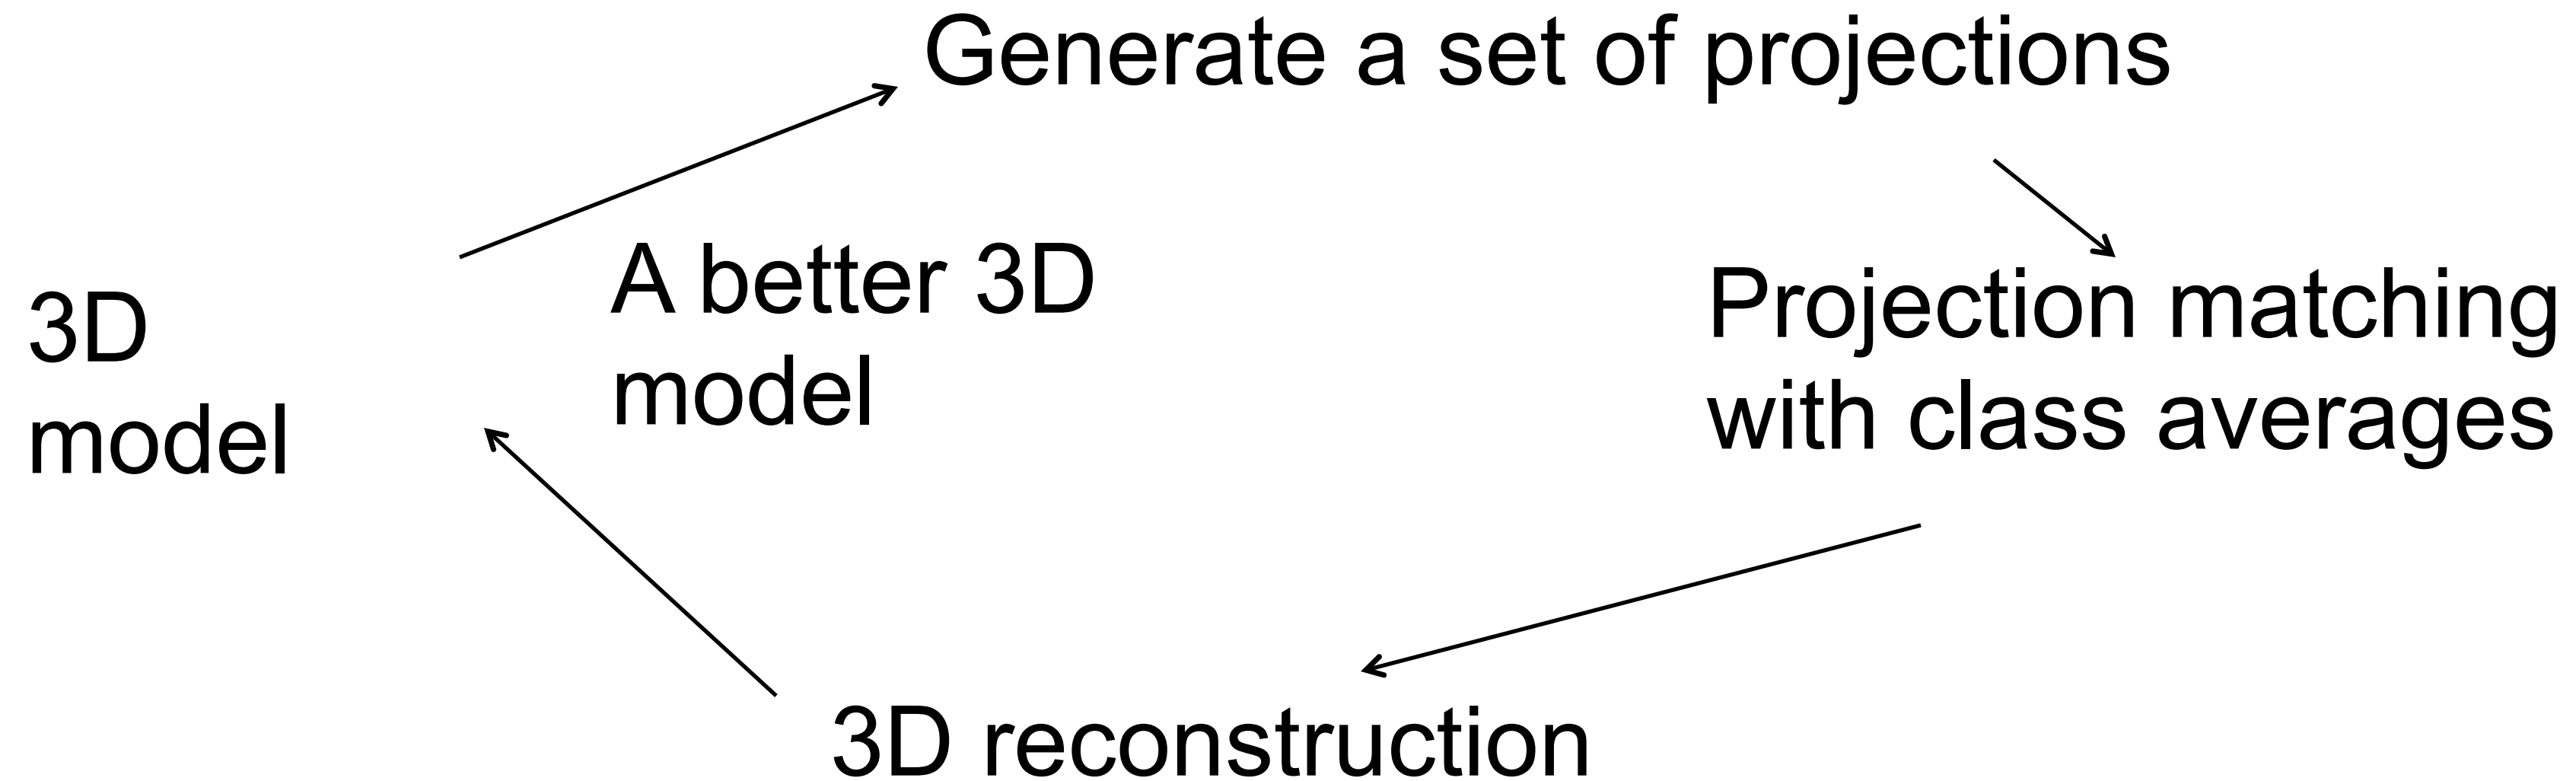 Generate a set of projections
3D
model
A better 3D
model
Projection matching
with class averages
3D reconstruction